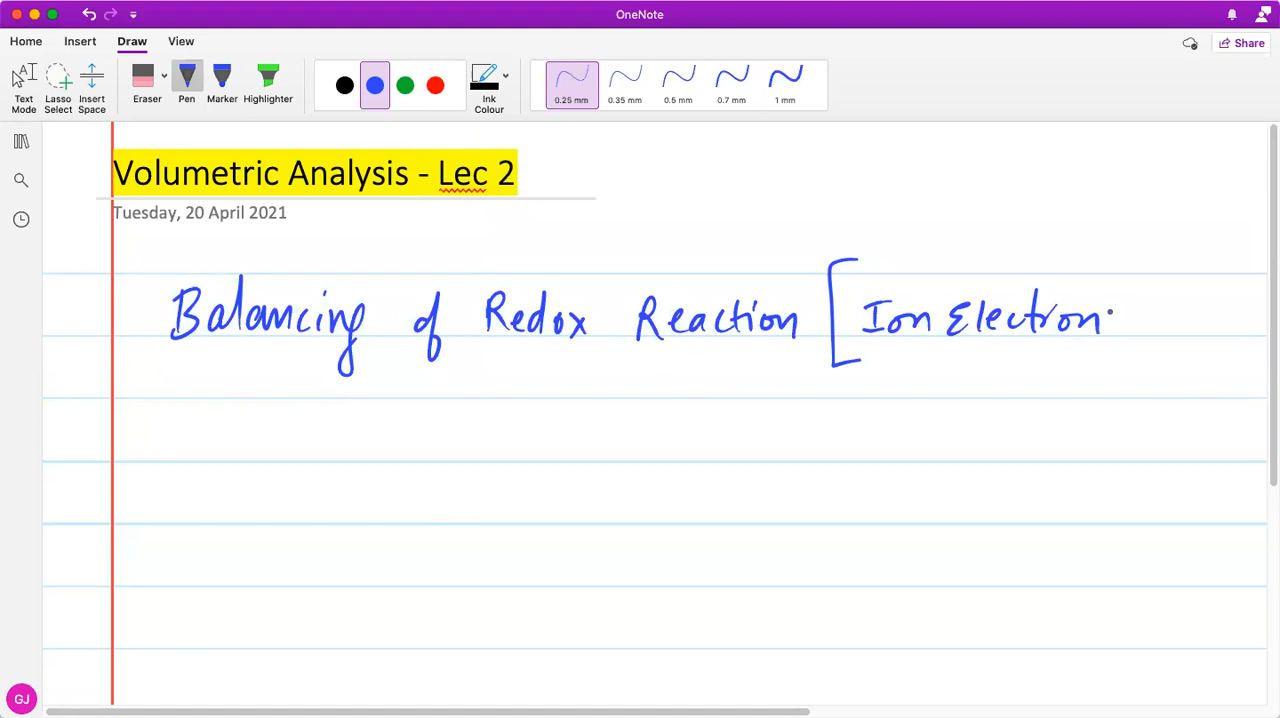 OneNote
Home Insert Draw View
Share
Text Mode
Lasso Select
Insert Space
Eraser
Pen
Marker
Highlighter
Ink Colour
0.25 mm
0.35 mm
0.5 mm
0.7 mm
1 mm
Volumetric Analysis - Lec 2
Tuesday, 20 April 2021
Balancing of Redox Reaction [ Ion Electron
GJ